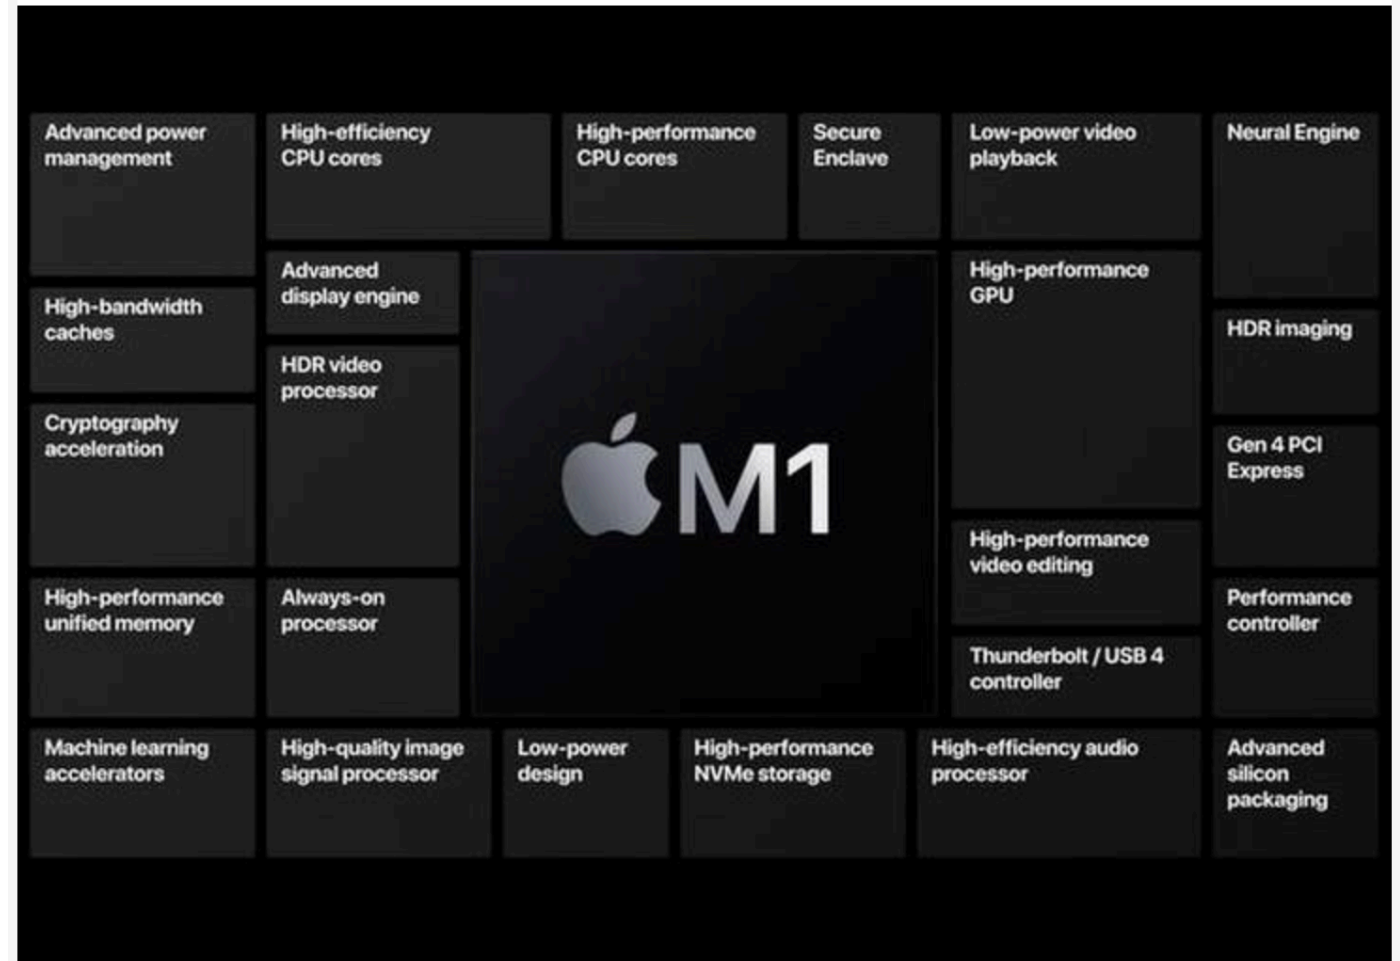 Advanced power
management
High-efficiency
CPU cores
High-performance
CPU cores
Secure
Enclave
Low-power video
playback
Neural Engine
Advanced
display engine
High-performance
GPU
High-bandwidth
caches
HDR imaging
HDR video
processor
Cryptography
acceleration
M1
Gen 4 PCI
Express
High-performance
video editing
High-performance
unified memory
Always-on
processor
Performance
controller
Thunderbolt / USB 4
controller
Machine learning
accelerators
High-quality image
signal processor
Low-power
design
High-performance
NVMe storage
High-efficiency audio
processor
Advanced
silicon
packaging